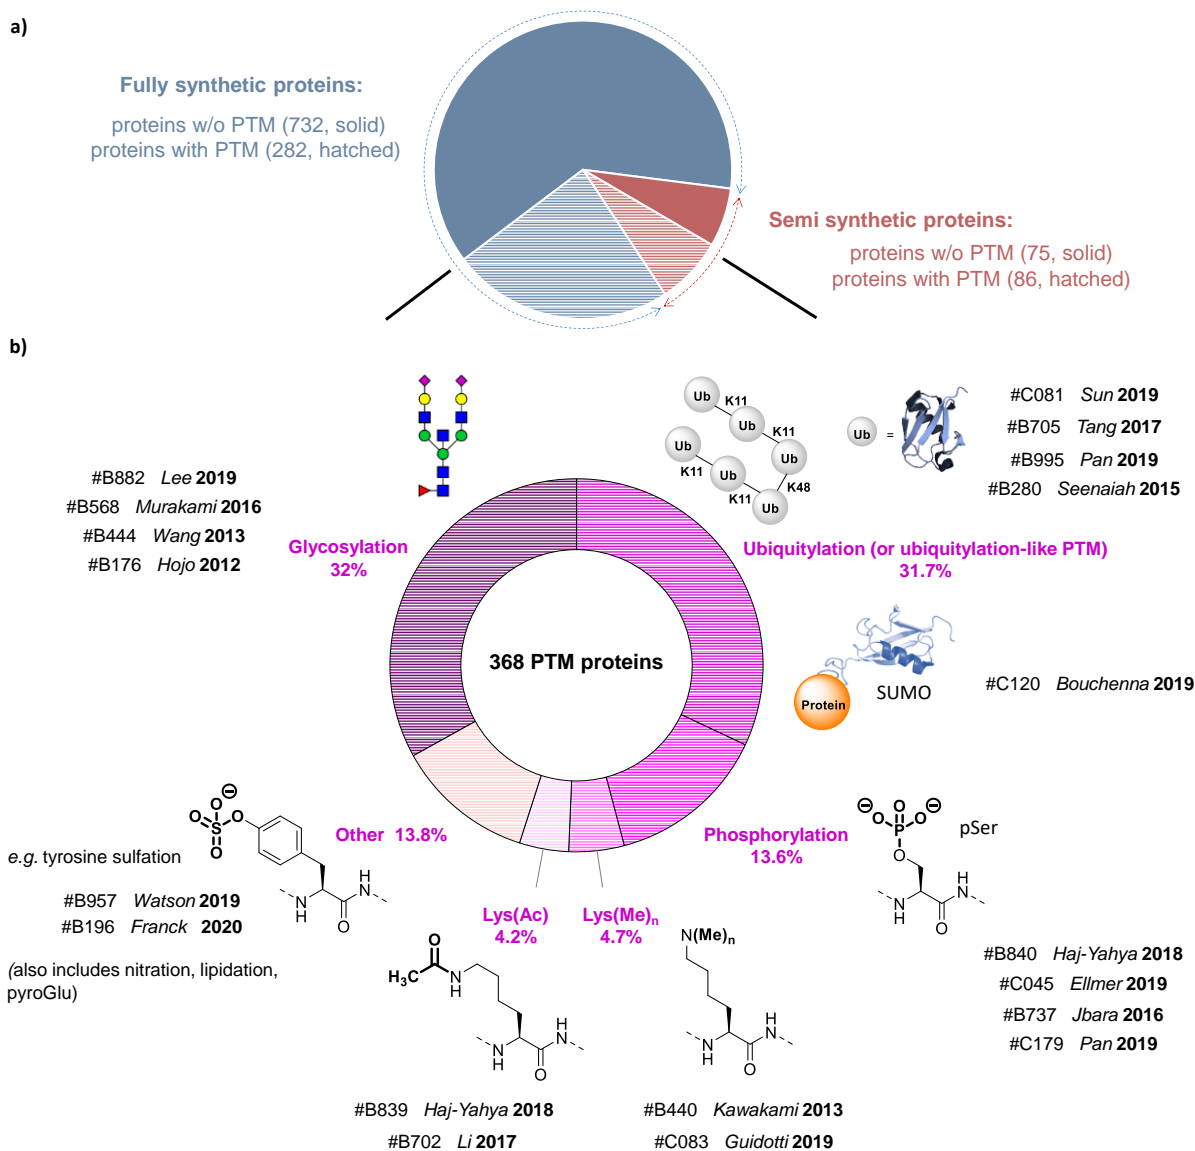 a)
Fully synthetic proteins:
proteins w/o PTM (732, solid)
proteins with PTM (282, hatched)
Semi synthetic proteins:
proteins w/o PTM (75, solid)
proteins with PTM (86, hatched)
b)
#B882 Lee 2019
#B568 Murakami 2016
#B444 Wang 2013
#B176 Hojo 2012
Glycosylation
32%
Ub
K11
Ub
K11
Ub
Ub
K11
Ub
K11
K48
Ub
Ub
=
#C081 Sun 2019
#B705 Tang 2017
#B995 Pan 2019
#B280 Seenaiah 2015
Ubiquitylation (or ubiquitylation-like PTM)
31.7%
368 PTM proteins
Protein
SUMO
#C120 Bouchenna 2019
Other 13.8%
e.g. tyrosine sulfation
#B957 Watson 2019
#B196 Franck 2020
(also includes nitration, lipidation,
pyroGlu)
O
O
S
O
O
N
H
O
H
N
Phosphorylation
13.6%
O
O
P
O
O
pSer
N
H
O
H
N
#B840 Haj-Yahya 2018
#C045 Ellmer 2019
#B737 Jbara 2016
#C179 Pan 2019
Lys(Ac)
4.2%
O
H3C
N
H
N
H
O
H
N
#B839 Haj-Yahya 2018
#B702 Li 2017
Lys(Me)n
4.7%
N(Me)n
N
H
O
H
N
#B440 Kawakami 2013
#C083 Guidotti 2019